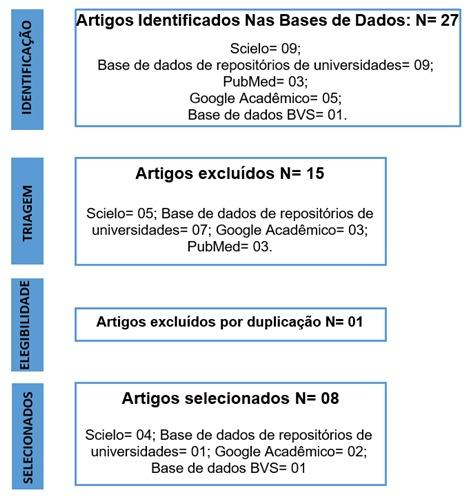 IDENTIFICAÇÃO
Artigos Identificados Nas Bases de Dados: N= 27
Scielo= 09;
Base de dados de repositórios de universidades= 09;
PubMed= 03;
Google Acadêmico= 05;
Base de dados BVS= 01.
TRIAGEM
Artigos excluídos N= 15
Scielo= 05; Base de dados de repositórios de
universidades= 07; Google Acadêmico= 03;
PubMed= 03.
ELEGIBILIDADE
Artigos excluídos por duplicação N= 01
SELECIONADOS
Artigos selecionados N= 08
Scielo= 04; Base de dados de repositórios de
universidades= 01; Google Acadêmico= 02;
Base de dados BVS= 01